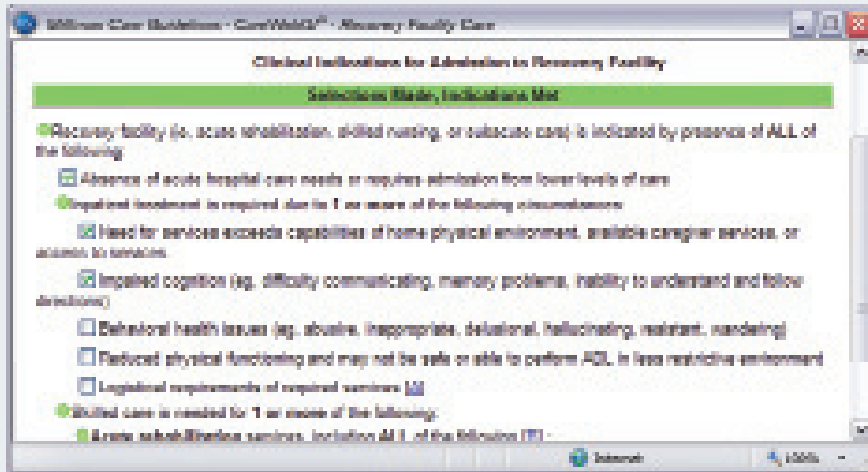 Milliman Care Guidelines - CareWebQI - Recovery Facility Care
Clinical Indications for Admission to Recovery Facility
Selections Made, Indications Met
Recovery facility (ie, acute rehabilitation, skilled nursing, or subacute care) is indicated by presence of ALL of
the following
Absence of acute hospital care needs or requires admission from lower levels of care
Inpatient treatment is required due to 1 or more of the following circumstances
Need for services exceeds capabilities of home physical environment, available caregiver services, or
access to services
Impaired cognition (eg, difficulty communicating, memory problems, inability to understand and follow
directions)
Behavioral health issues (eg, abusive, inappropriate, delusional, hallucinating, resistant, wandering)
Reduced physical functioning and may not be safe or able to perform ADL in less restrictive environment
Logistical requirements of required services
Skilled care is needed for 1 or more of the following:
Acute rehabilitation services, including ALL of the following
Internet
100%